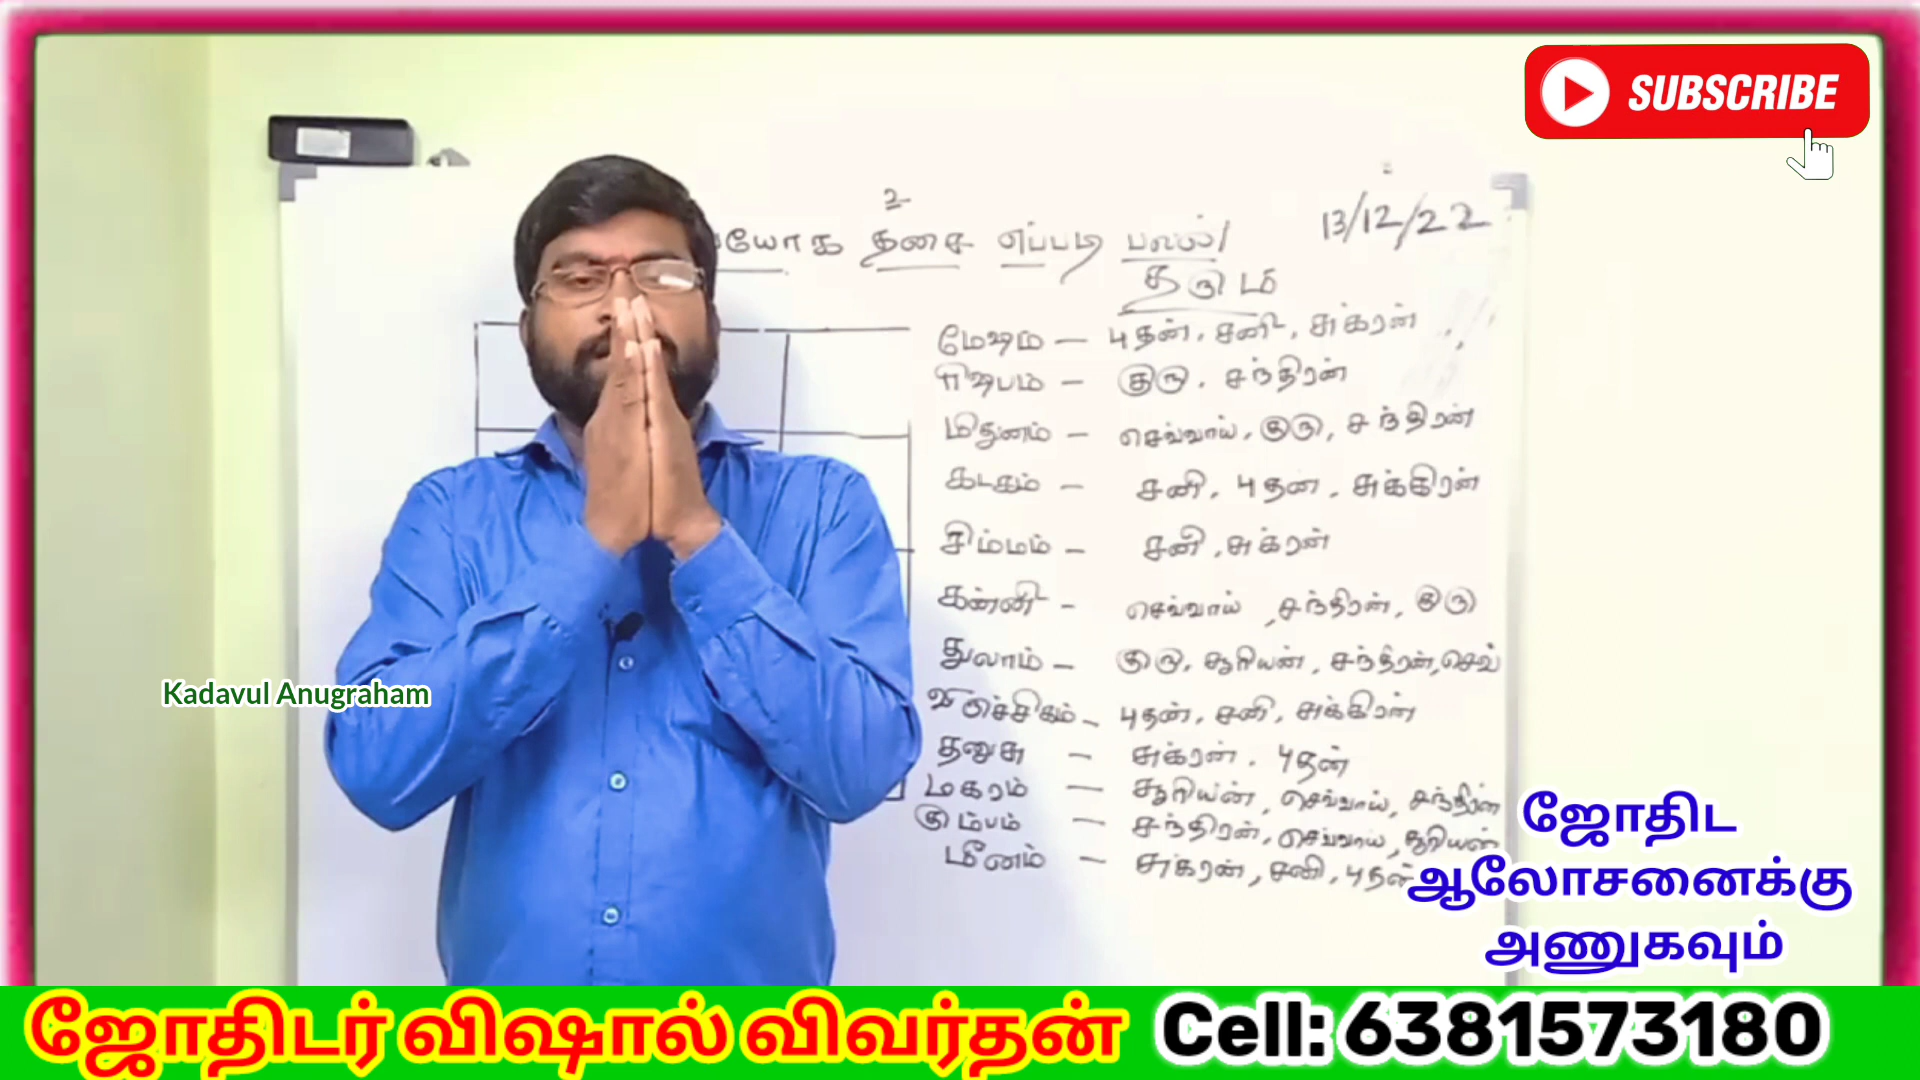 SUBSCRIBE
2
13/12/22
யோக தசை எப்படி பலன்/
தரும்
மேஷம் — புதன், சனி, சுக்ரன்
ரிஷபம் — குரு. சந்திரன்
மிதுனம் — செவ்வாய், குரு, சந்திரன்
கடகம் — சனி, புதன், சுக்கிரன்
சிம்மம் — சனி, சுக்ரன்
கன்னி - செவ்வாய், சந்திரன், குரு
துலாம் — குரு, சூரியன், சந்திரன், செவ்
விருச்சிகம் — புதன், சனி, சுக்கிரன்
தனுசு — சுக்ரன். புதன்
மகரம் — சூரியன், செவ்வாய், சந்திரன்
கும்பம் — சந்திரன், செவ்வாய், சூரியன்
மீனம் — சுக்ரன், சனி, புதன்
Kadavul Anugraham
ஜோதிட
ஆலோசனைக்கு
அணுகவும்
ஜோதிடர் விஷால் விவர்தன் Cell: 6381573180